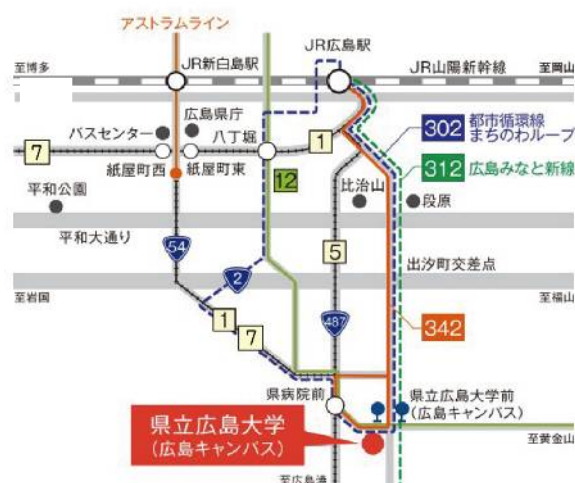 アストラムライン
JR広島駅
至博多
JR新白島駅
JR山陽新幹線
至岡山
広島県庁
バスセンター
八丁堀
1
302
都市循環線
まちのわループ
7
紙屋町西
紙屋町東
12
312
広島みなと新線
平和公園
比治山
段原
平和大通り
54
5
出汐町交差点
2
至岩国
至福山
1
487
342
7
県病院前
県立広島大学前
(広島キャンパス)
県立広島大学
(広島キャンパス)
至黄金山
至広島港